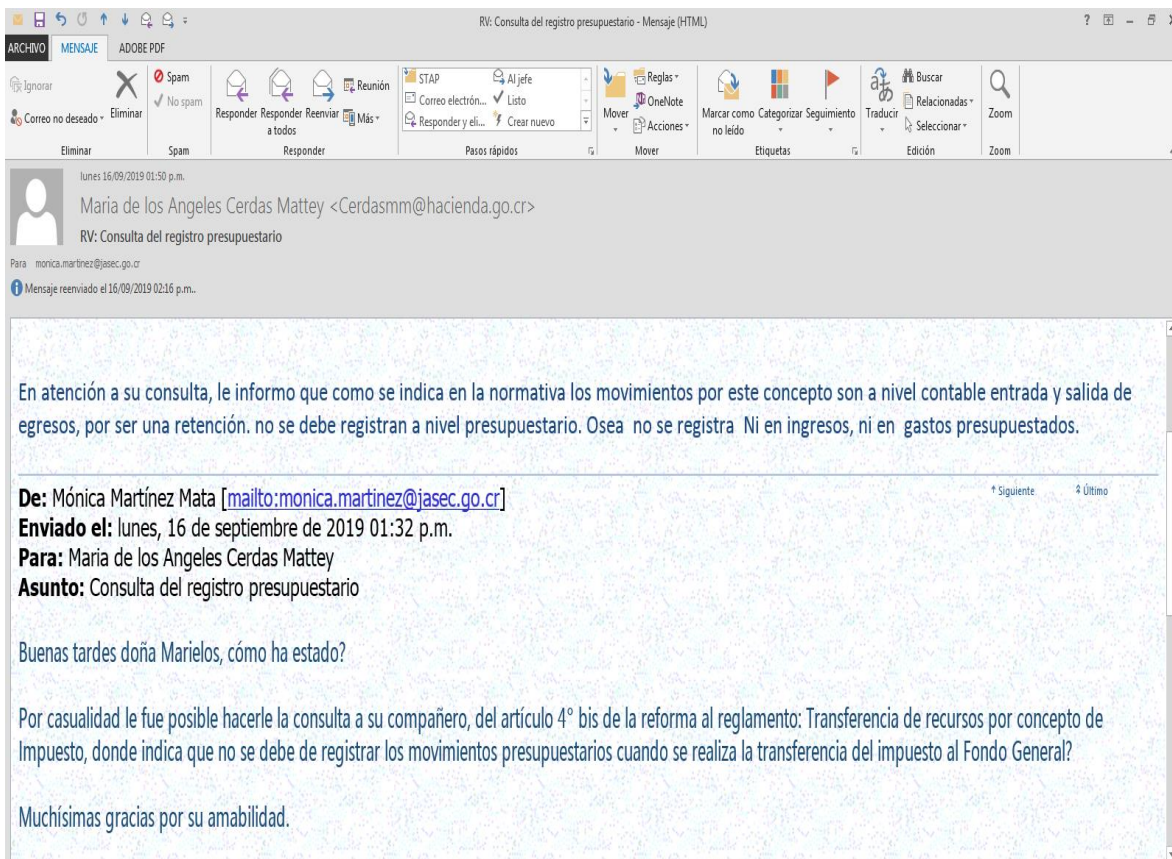 RV: Consulta del registro presupuestario - Mensaje (HTML)
ARCHIVO MENSAJE ADOBE PDF
Ignorar
Correo no deseado
Eliminar
Spam
No spam
Responder
Responder a todos
Reenviar
Reunión
Más
STAP
Correo electrón...
Responder y eli...
Al jefe
Listo
Crear nuevo
Mover
Reglas
OneNote
Acciones
Marcar como no leído
Categorizar
Seguimiento
Traducir
Buscar
Relacionadas
Seleccionar
Zoom
Eliminar Spam Responder Pasos rápidos Mover Etiquetas Edición Zoom
lunes 16/09/2019 01:50 p.m.
Maria de los Angeles Cerdas Mattey <Cerdasmm@hacienda.go.cr>
RV: Consulta del registro presupuestario
Para monica.martinez@jasec.go.cr
Mensaje reenviado el 16/09/2019 02:16 p.m..
En atención a su consulta, le informo que como se indica en la normativa los movimientos por este concepto son a nivel contable entrada y salida de
egresos, por ser una retención. no se debe registran a nivel presupuestario. Osea no se registra Ni en ingresos, ni en gastos presupuestados.
Siguiente Último
De: Mónica Martínez Mata [mailto:monica.martinez@jasec.go.cr]
Enviado el: lunes, 16 de septiembre de 2019 01:32 p.m.
Para: Maria de los Angeles Cerdas Mattey
Asunto: Consulta del registro presupuestario
Buenas tardes doña Marielos, cómo ha estado?
Por casualidad le fue posible hacerle la consulta a su compañero, del artículo 4° bis de la reforma al reglamento: Transferencia de recursos por concepto de
Impuesto, donde indica que no se debe de registrar los movimientos presupuestarios cuando se realiza la transferencia del impuesto al Fondo General?
Muchísimas gracias por su amabilidad.